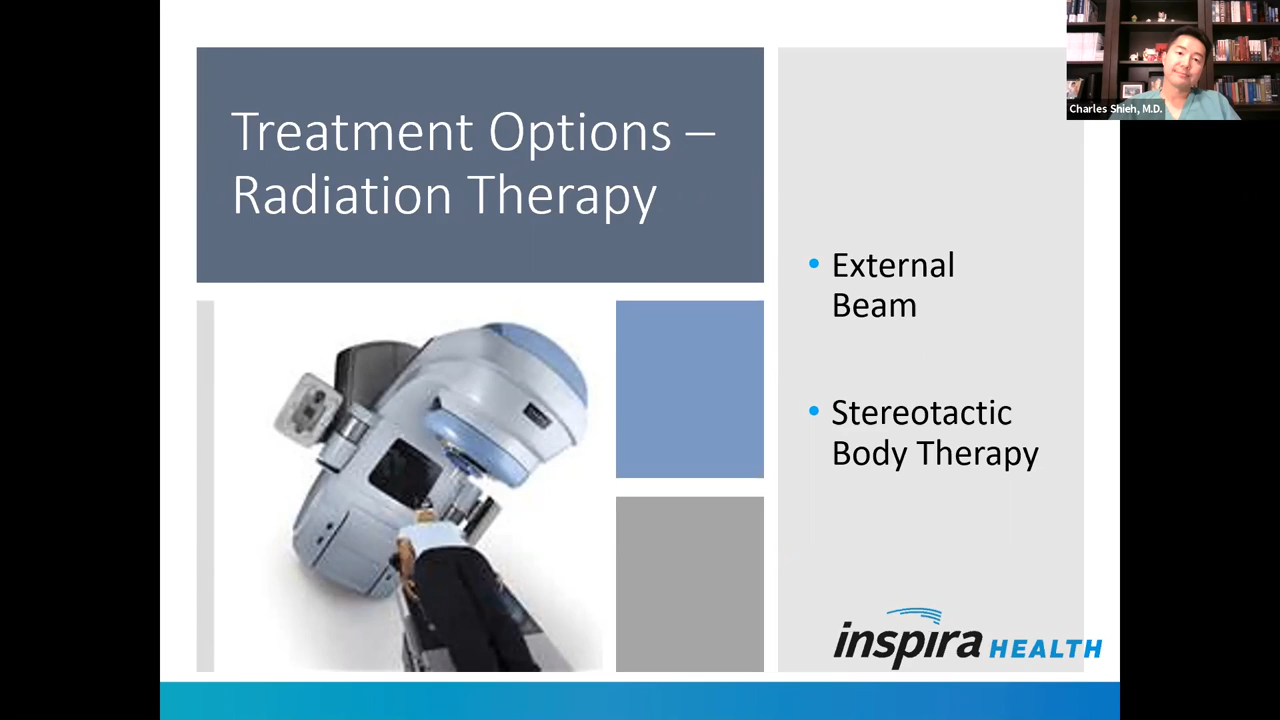 Treatment Options –
Radiation Therapy
Charles Shieh, M.D.
• External
Beam
• Stereotactic
Body Therapy
inspira HEALTH